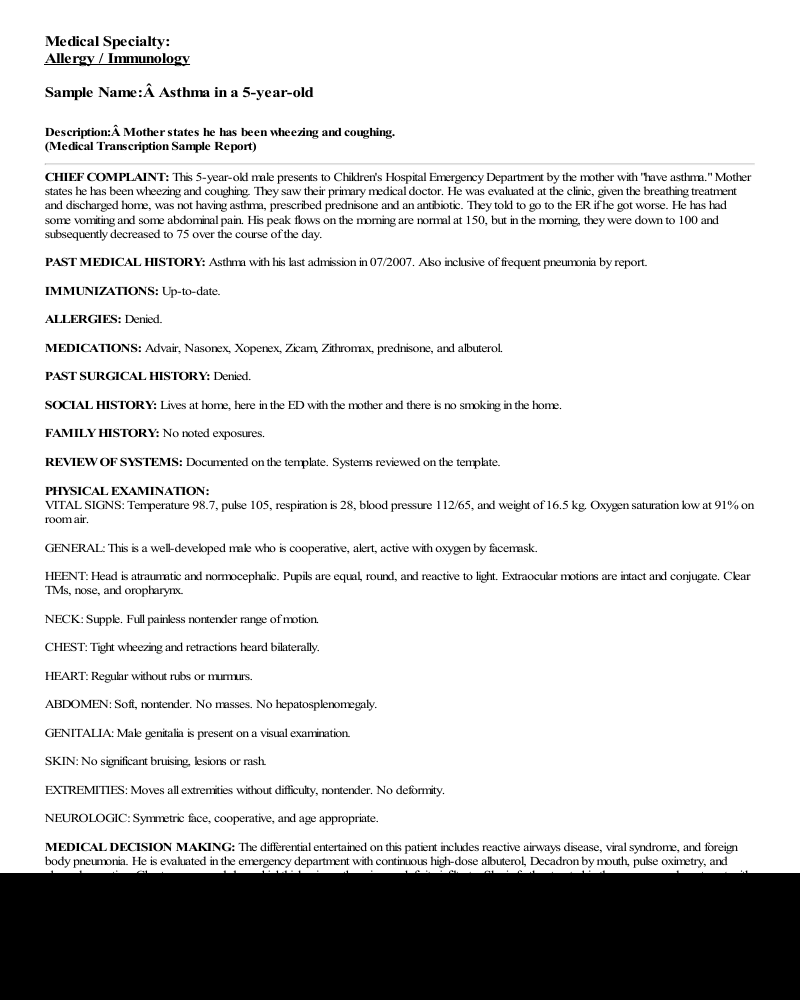 Medical Specialty:
Allergy / Immunology
Sample Name:Â Asthma in a 5-year-old
Description:Â Mother states he has been wheezing and coughing.
(Medical Transcription Sample Report)
CHIEF COMPLAINT: This 5-year-old male presents to Children's Hospital Emergency Department by the mother with "have asthma." Mother
states he has been wheezing and coughing. They saw their primary medical doctor. He was evaluated at the clinic, given the breathing treatment
and discharged home, was not having asthma, prescribed prednisone and an antibiotic. They told to go to the ER if he got worse. He has had
some vomiting and some abdominal pain. His peak flows on the morning are normal at 150, but in the morning, they were down to 100 and
subsequently decreased to 75 over the course of the day.
PAST MEDICAL HISTORY: Asthma with his last admission in 07/2007. Also inclusive of frequent pneumonia by report.
IMMUNIZATIONS: Up-to-date.
ALLERGIES: Denied.
MEDICATIONS: Advair, Nasonex, Xopenex, Zicam, Zithromax, prednisone, and albuterol.
PAST SURGICAL HISTORY: Denied.
SOCIAL HISTORY: Lives at home, here in the ED with the mother and there is no smoking in the home.
FAMILY HISTORY: No noted exposures.
REVIEW OF SYSTEMS: Documented on the template. Systems reviewed on the template.
PHYSICAL EXAMINATION:
VITAL SIGNS: Temperature 98.7, pulse 105, respiration is 28, blood pressure 112/65, and weight of 16.5 kg. Oxygen saturation low at 91% on
room air.
GENERAL: This is a well-developed male who is cooperative, alert, active with oxygen by facemask.
HEENT: Head is atraumatic and normocephalic. Pupils are equal, round, and reactive to light. Extraocular motions are intact and conjugate. Clear
TMs, nose, and oropharynx.
NECK: Supple. Full painless nontender range of motion.
CHEST: Tight wheezing and retractions heard bilaterally.
HEART: Regular without rubs or murmurs.
ABDOMEN: Soft, nontender. No masses. No hepatosplenomegaly.
GENITALIA: Male genitalia is present on a visual examination.
SKIN: No significant bruising, lesions or rash.
EXTREMITIES: Moves all extremities without difficulty, nontender. No deformity.
NEUROLOGIC: Symmetric face, cooperative, and age appropriate.
MEDICAL DECISION MAKING: The differential entertained on this patient includes reactive airways disease, viral syndrome, and foreign
body pneumonia. He is evaluated in the emergency department with continuous high-dose albuterol, Decadron by mouth, pulse oximetry, and